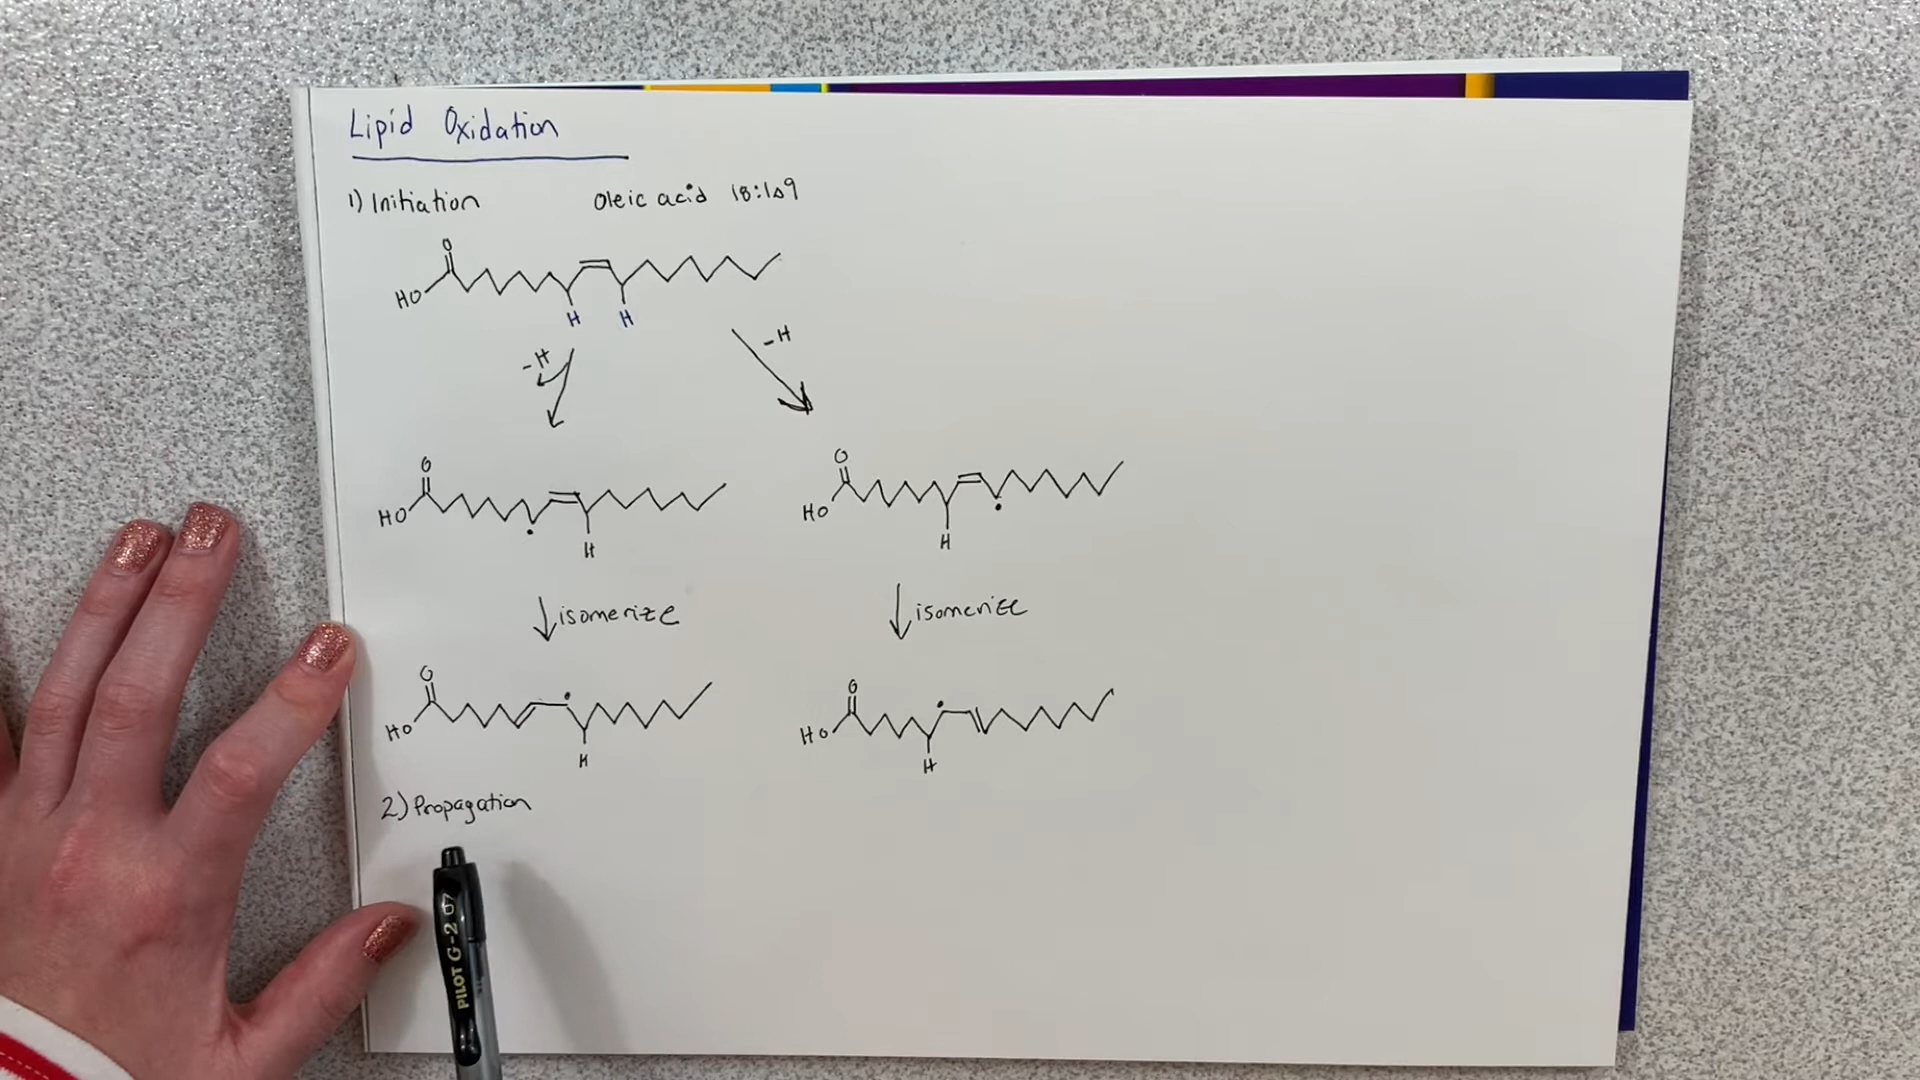 Lipid Oxidation
1) Initiation Oleic acid 18:1Δ9
O
HO
H H
-H -H
O O
HO HO
H H
isomerize isomerize
O O
HO HO
H H
2) Propagation
PILOT G-2 07